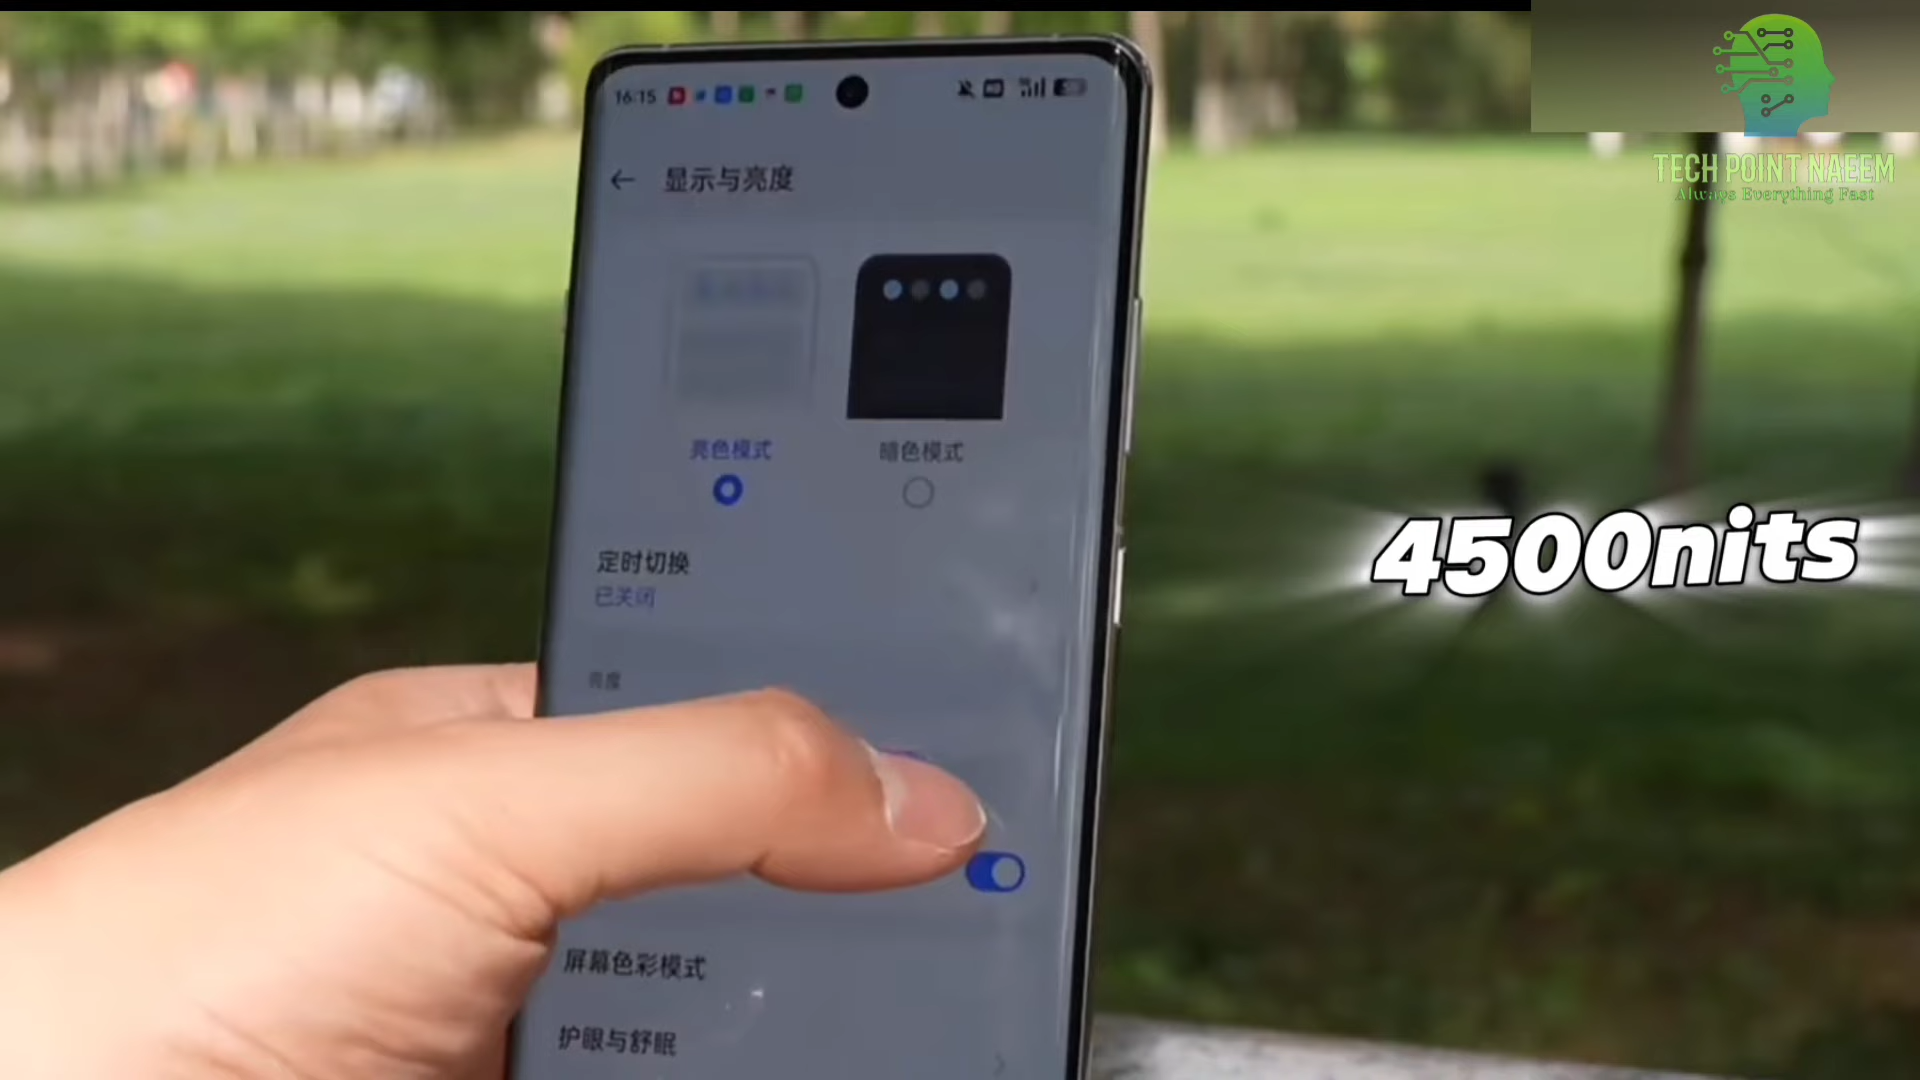 16:15
TECH POINT NAEEM
Always Everything Fast
显示与亮度
亮色模式
暗色模式
定时切换
已关闭
4500nits
亮度
屏幕色彩模式
护眼与舒眠